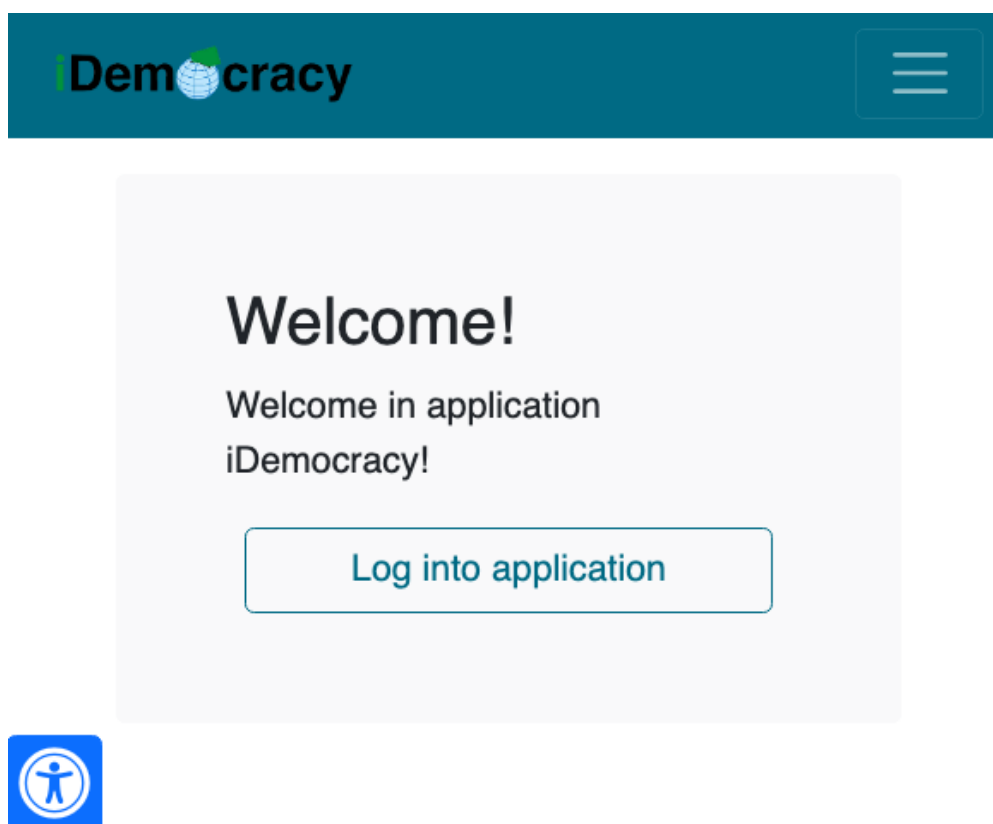 iDemocracy
Welcome!
Welcome in application
iDemocracy!
Log into application